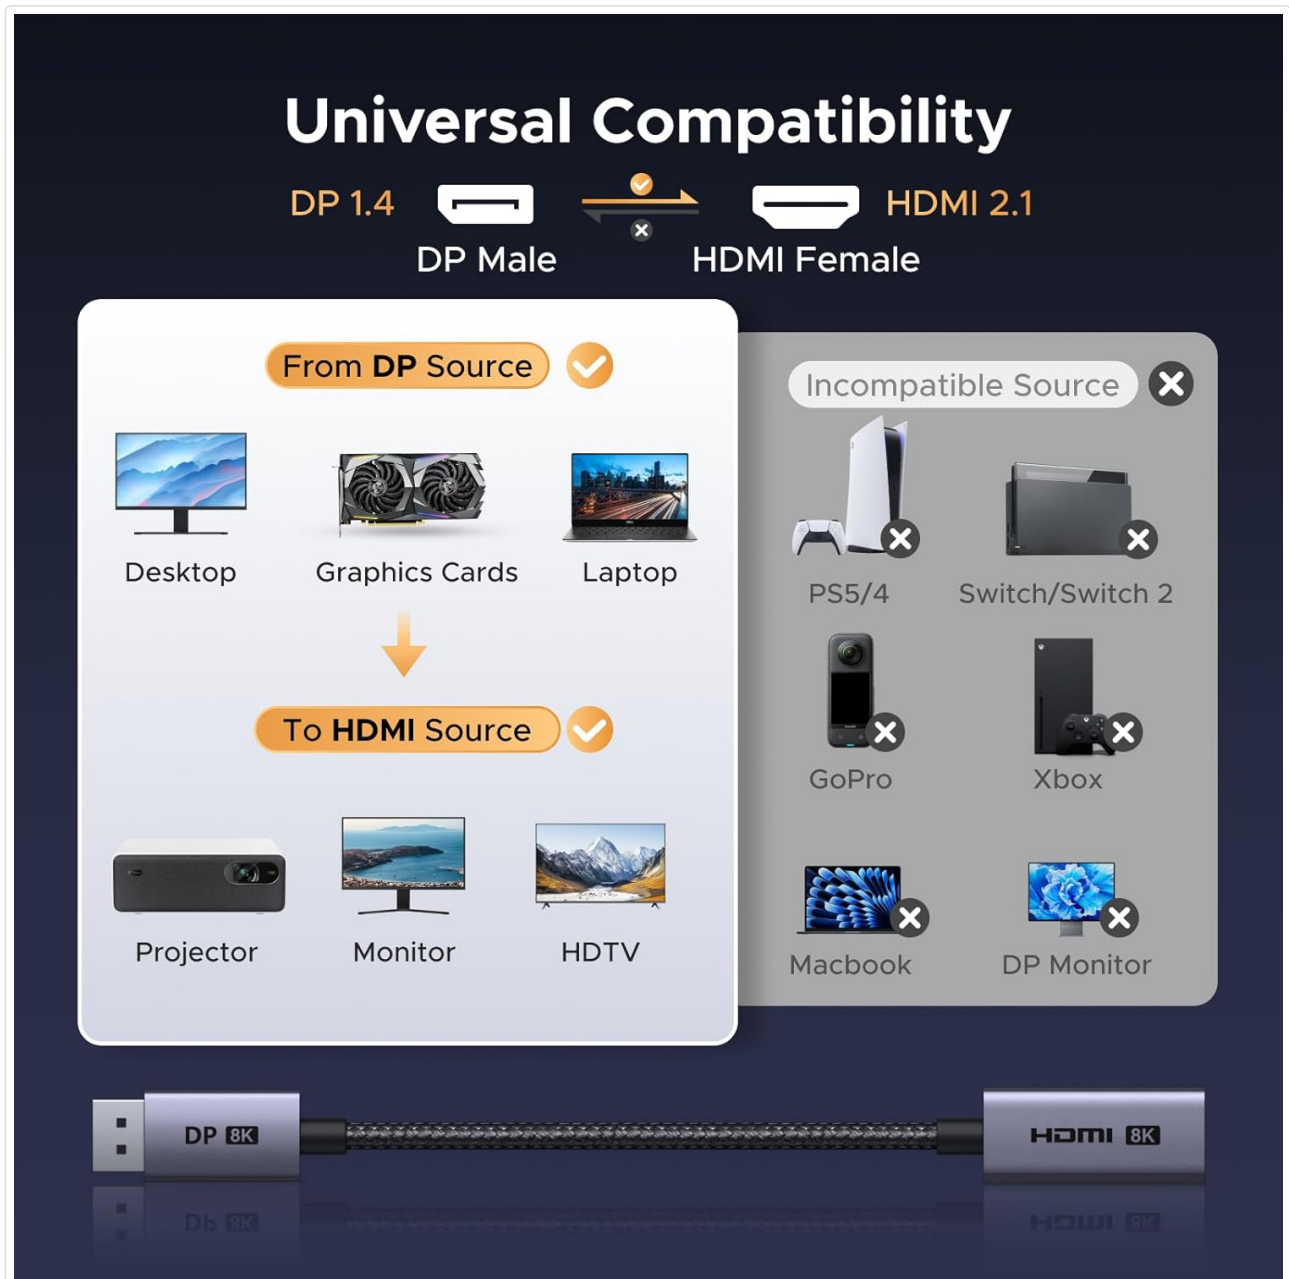 Universal Compatibility
DP 1.4
HDMI 2.1
DP Male
HDMI Female
From DP Source
Desktop
Graphics Cards
Laptop
To HDMI Source
Projector
Monitor
HDTV
Incompatible Source
PS5/4
Switch/Switch 2
GoPro
Xbox
Macbook
DP Monitor
DP 8K
HDMI 8K